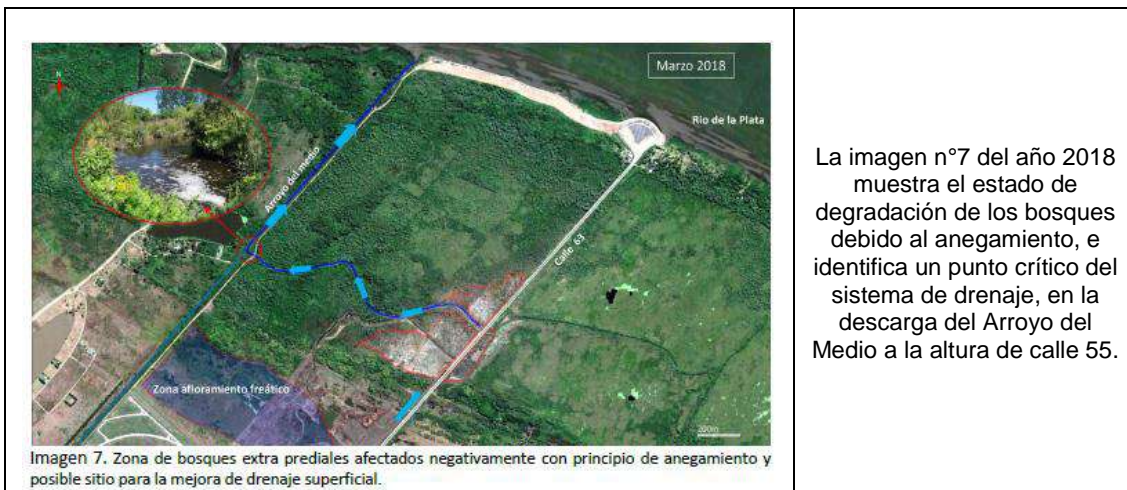 Marzo 2018
N
Rio de la Plata
Arroyo del medio
Calle 63
Zona afloramiento freático
200m
Imagen 7. Zona de bosques extra prediales afectados negativamente con principio de anegamiento y
posible sitio para la mejora de drenaje superficial.
La imagen n°7 del año 2018
muestra el estado de
degradación de los bosques
debido al anegamiento, e
identifica un punto crítico del
sistema de drenaje, en la
descarga del Arroyo del
Medio a la altura de calle 55.